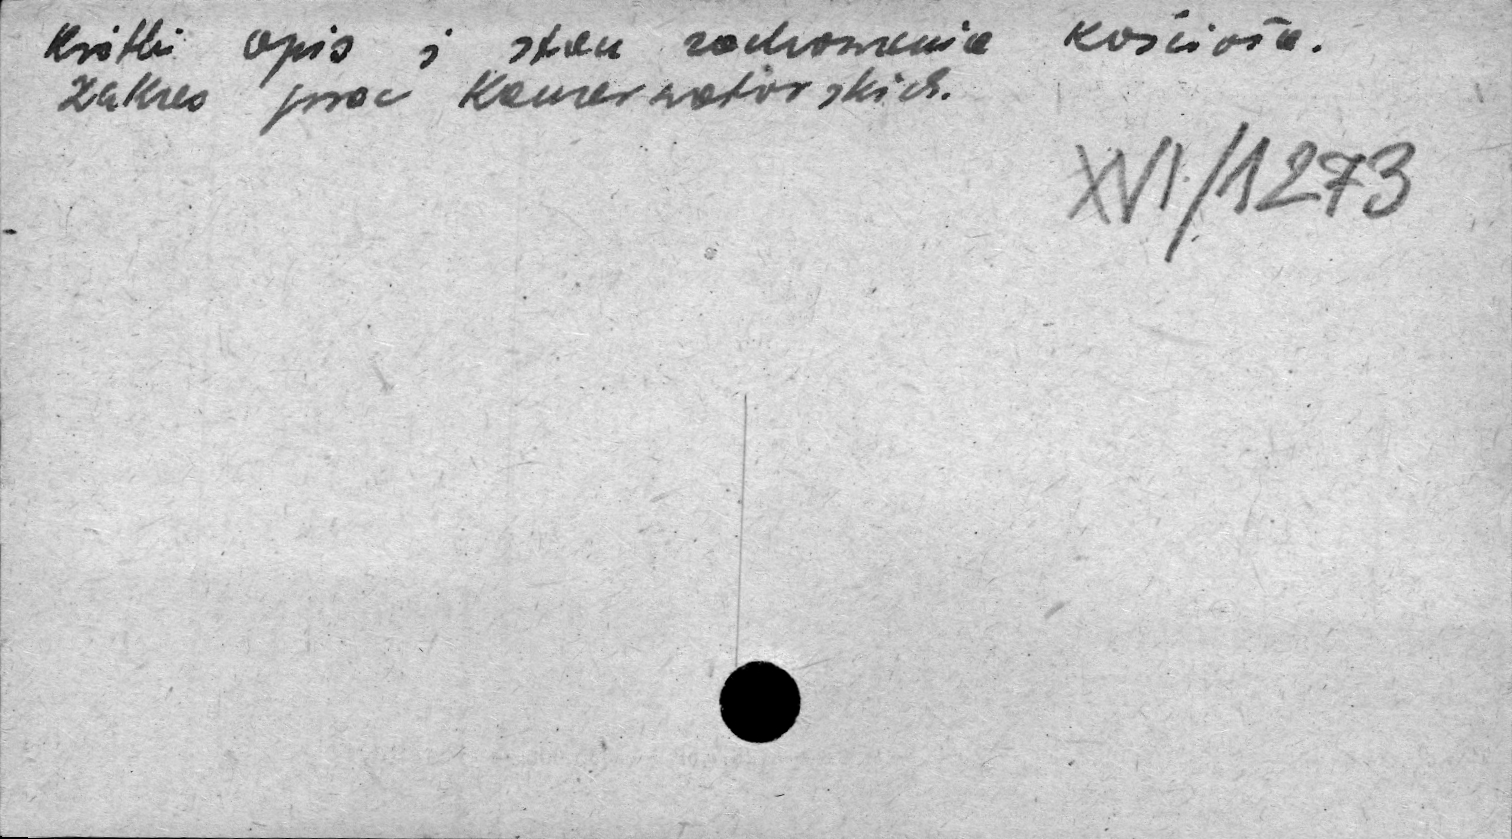 Krótki opis i stan zachowania kościoła.
Zakres prac konserwatorskich.
XVI/1273